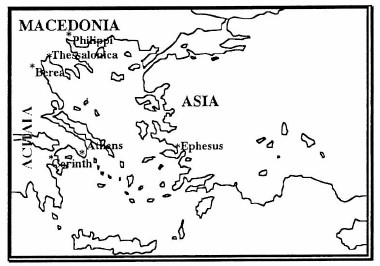 MACEDONIA
*Philippi
*Thessalonica
*Berea
ASIA
ACHAIA
*Athens
*Ephesus
*Corinth